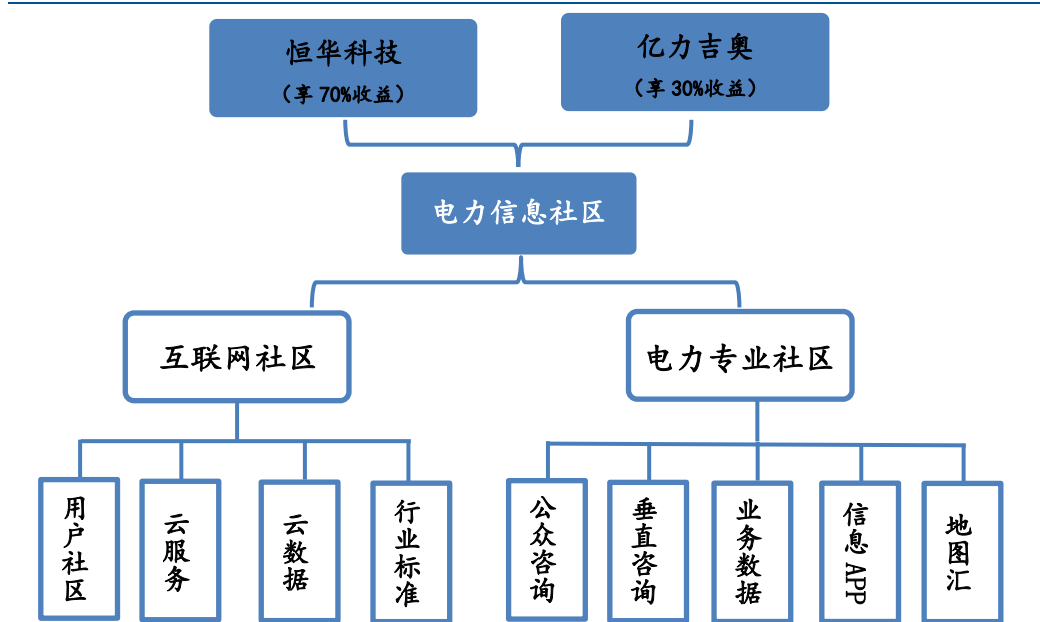 恒华科技
（享 70%收益）
亿力吉奥
（享 30%收益）
电力信息社区
互联网社区
电力专业社区
用户社区
云服务
云数据
行业标准
公众咨询
垂直咨询
业务数据
信息 APP
地图汇